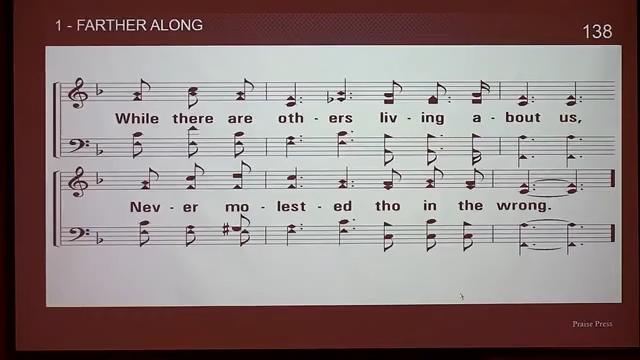 1 - FARTHER ALONG
138
While there are oth - ers liv - ing a - bout us,
Nev - er mo - lest - ed tho in the wrong.
Praise Press